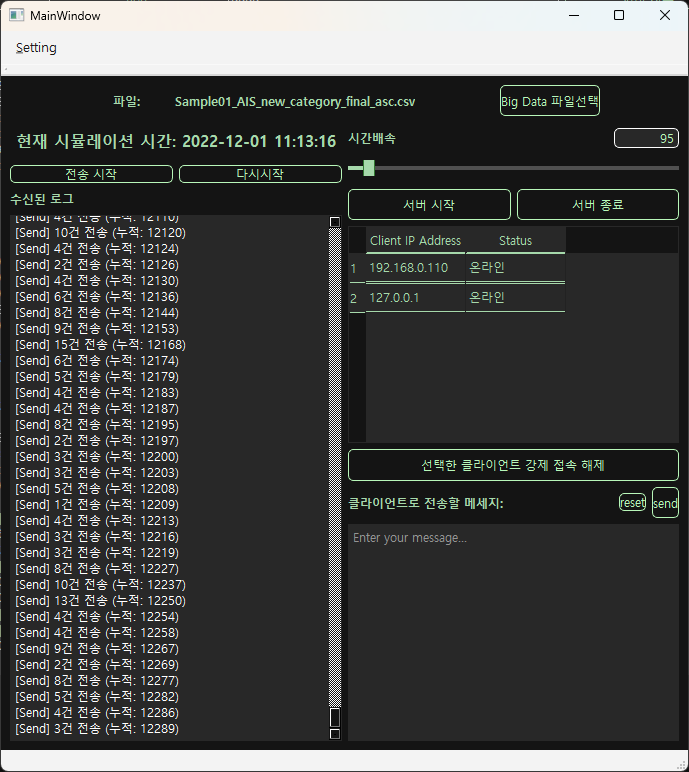 MainWindow
Setting
파일: Sample01_AIS_new_category_final_asc.csv
Big Data 파일선택
현재 시뮬레이션 시간: 2022-12-01 11:13:16
시간배속 95
전송 시작 다시시작
서버 시작 서버 종료
수신된 로그
[Send] 4건 전송 (누적: 12110)
[Send] 10건 전송 (누적: 12120)
[Send] 4건 전송 (누적: 12124)
[Send] 2건 전송 (누적: 12126)
[Send] 4건 전송 (누적: 12130)
[Send] 6건 전송 (누적: 12136)
[Send] 8건 전송 (누적: 12144)
[Send] 9건 전송 (누적: 12153)
[Send] 15건 전송 (누적: 12168)
[Send] 6건 전송 (누적: 12174)
[Send] 5건 전송 (누적: 12179)
[Send] 4건 전송 (누적: 12183)
[Send] 4건 전송 (누적: 12187)
[Send] 8건 전송 (누적: 12195)
[Send] 2건 전송 (누적: 12197)
[Send] 3건 전송 (누적: 12200)
[Send] 3건 전송 (누적: 12203)
[Send] 5건 전송 (누적: 12208)
[Send] 1건 전송 (누적: 12209)
[Send] 4건 전송 (누적: 12213)
[Send] 3건 전송 (누적: 12216)
[Send] 3건 전송 (누적: 12219)
[Send] 8건 전송 (누적: 12227)
[Send] 10건 전송 (누적: 12237)
[Send] 13건 전송 (누적: 12250)
[Send] 4건 전송 (누적: 12254)
[Send] 4건 전송 (누적: 12258)
[Send] 9건 전송 (누적: 12267)
[Send] 2건 전송 (누적: 12269)
[Send] 8건 전송 (누적: 12277)
[Send] 5건 전송 (누적: 12282)
[Send] 4건 전송 (누적: 12286)
[Send] 3건 전송 (누적: 12289)
Client IP Address Status
1 192.168.0.110 온라인
2 127.0.0.1 온라인
선택한 클라이언트 강제 접속 해제
클라이언트로 전송할 메세지: reset send
Enter your message...